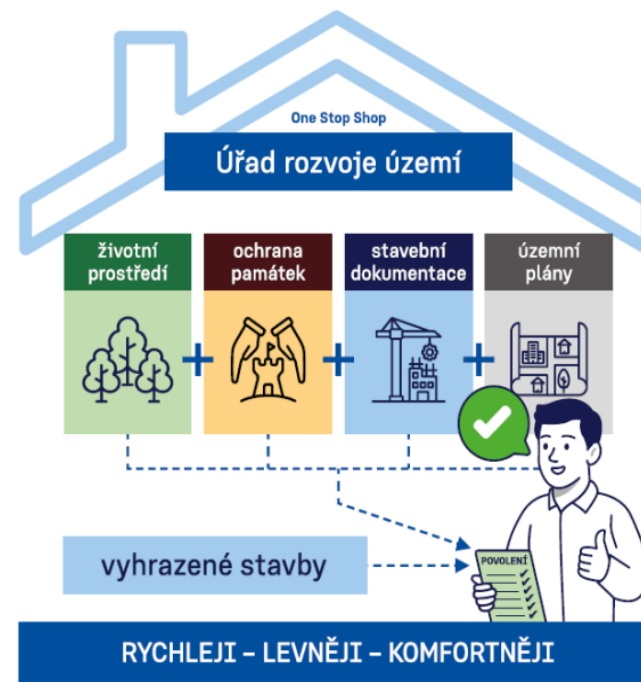 One Stop Shop
Úřad rozvoje území
životní
prostředí
ochrana
památek
stavební
dokumentace
územní
plány
vyhrazené stavby
POVOLENÍ
RYCHLEJI – LEVNĚJI – KOMFORTNĚJI